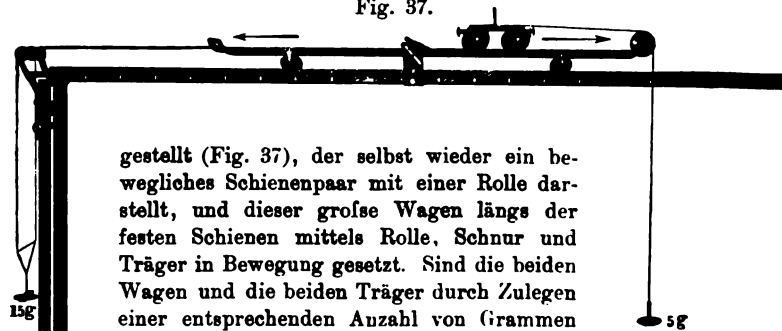 Fig. 37.
gestellt (Fig. 37), der selbst wieder ein be-
wegliches Schienenpaar mit einer Rolle dar-
stellt, und dieser groſse Wagen längs der
festen Schienen mittels Rolle, Schnur und
Träger in Bewegung gesetzt. Sind die beiden
Wagen und die beiden Träger durch Zulegen
einer entsprechenden Anzahl von Grammen
15g
5g